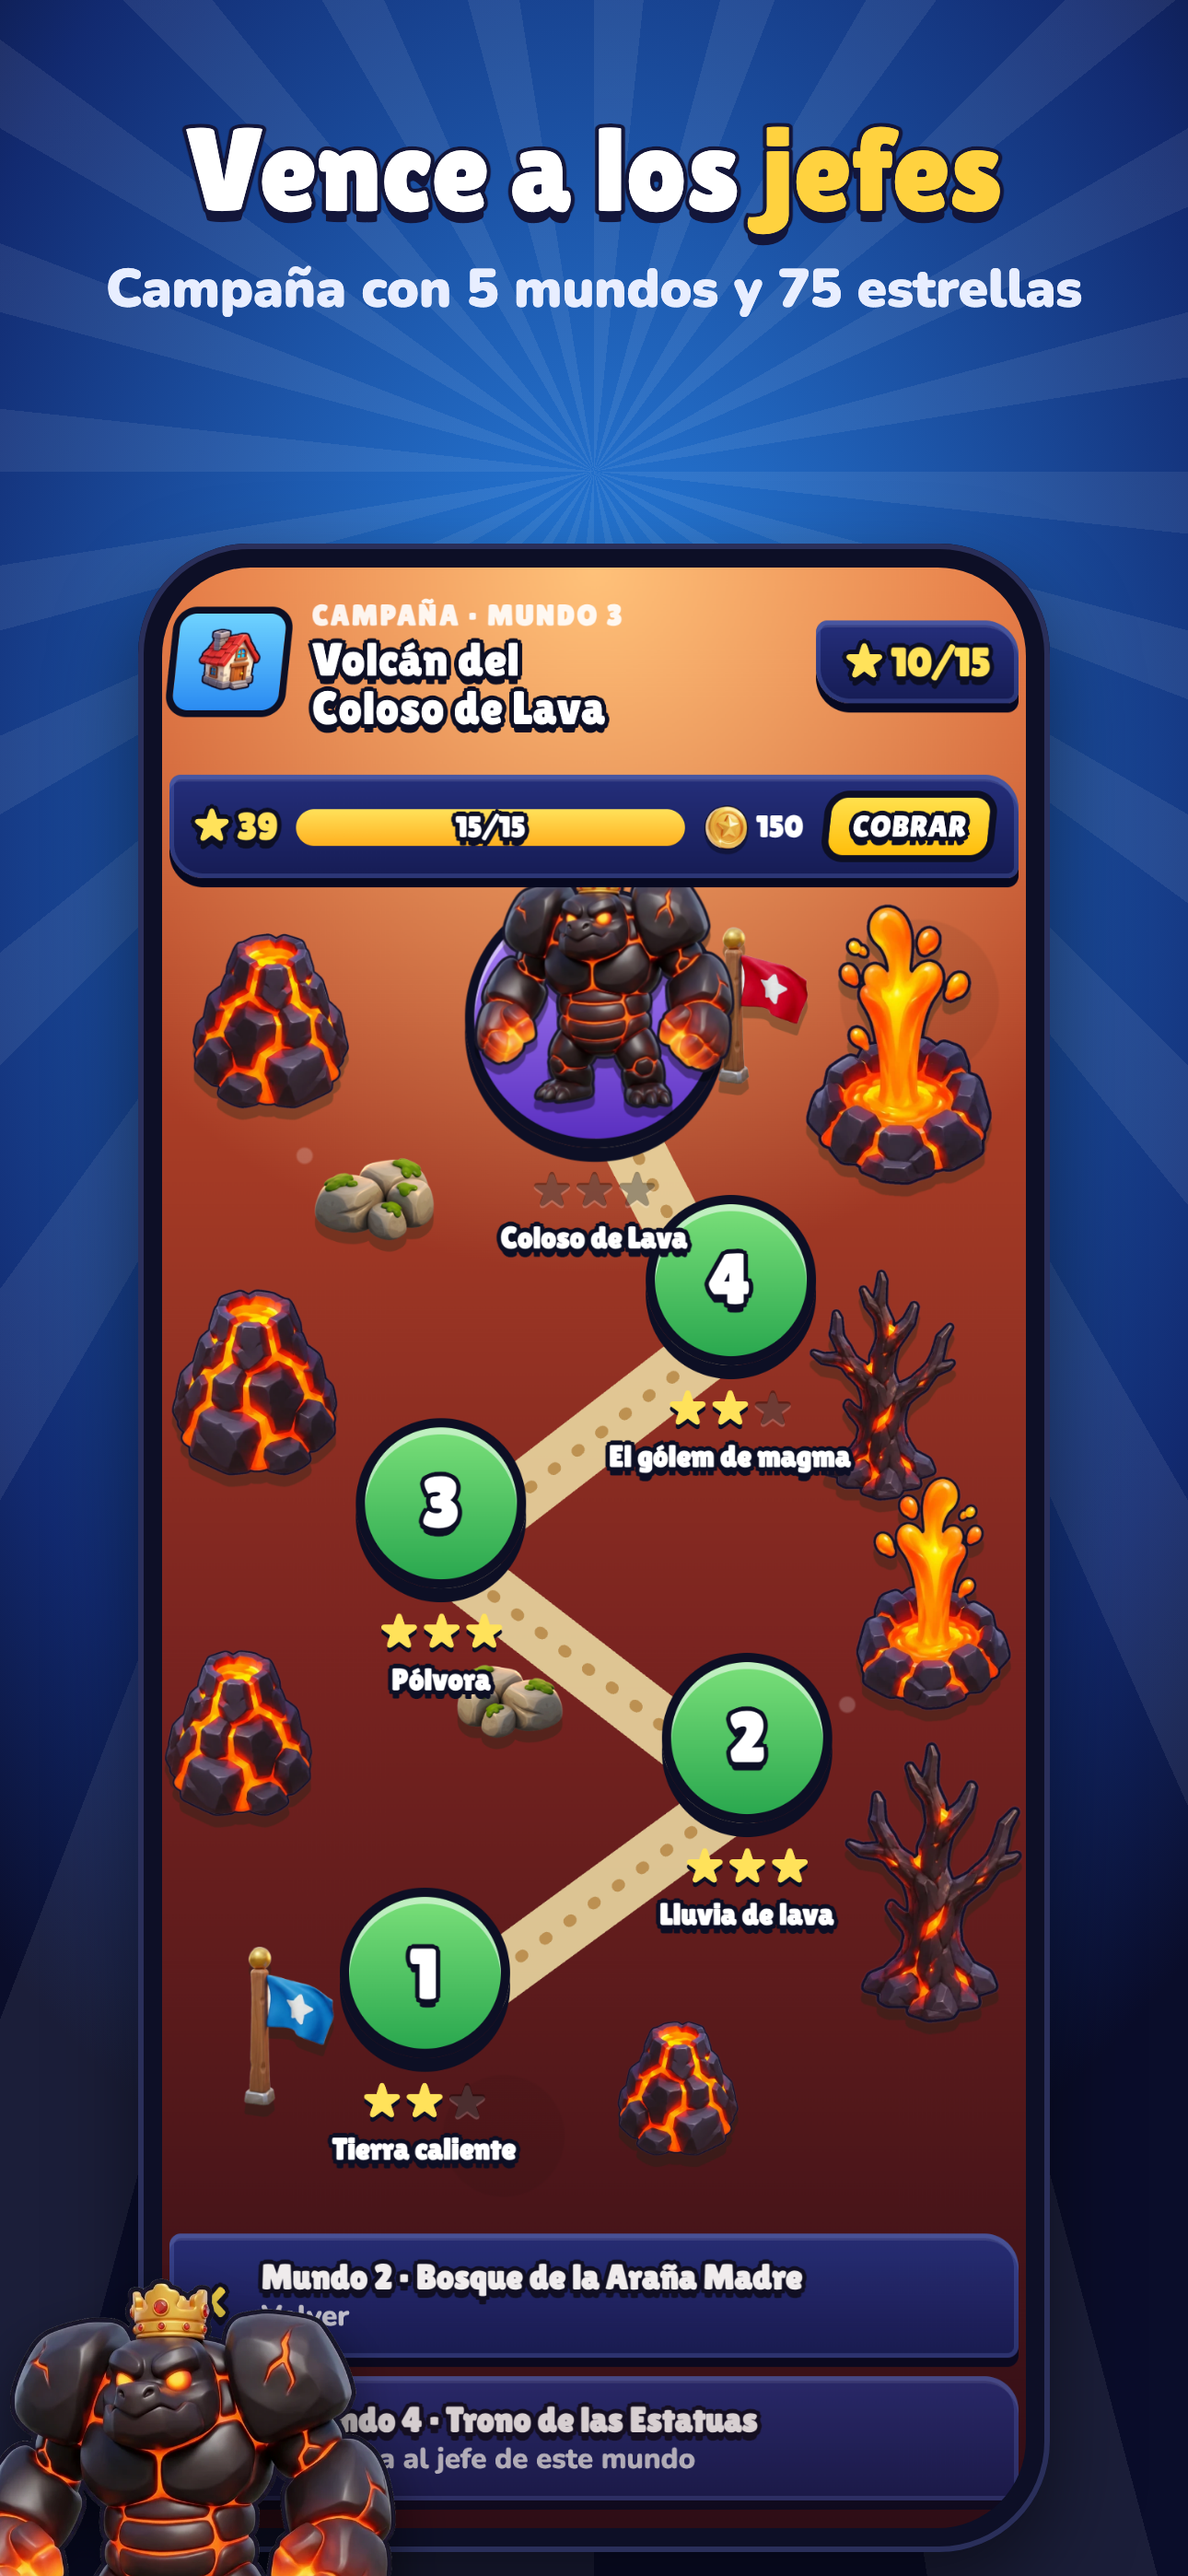 Vence a los jefes
Campaña con 5 mundos y 75 estrellas
CAMPAÑA · MUNDO 3
Volcán del
Coloso de Lava
10/15
39
15/15
150
COBRAR
Coloso de Lava
4
El gólem de magma
3
Pólvora
2
Lluvia de lava
1
Tierra caliente
Mundo 2 · Bosque de la Araña Madre
4 · Trono de las Estatuas
al jefe de este mundo